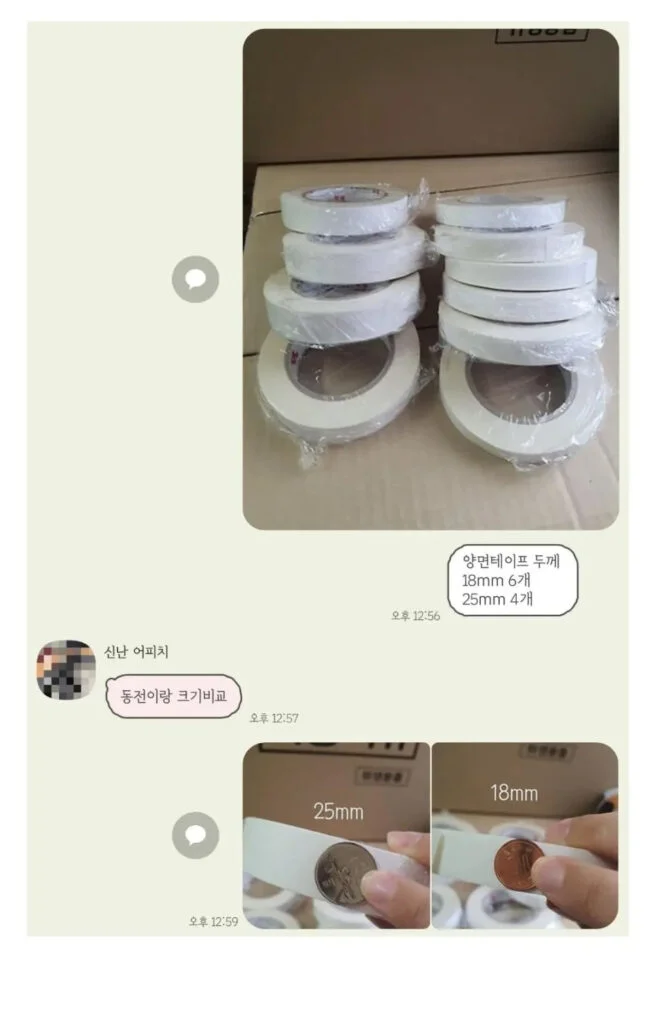 양면테이프 두께
18mm 6개
25mm 4개
오후 12:56
신난 어피치
동전이랑 크기비교
오후 12:57
25mm
18mm
오후 12:59